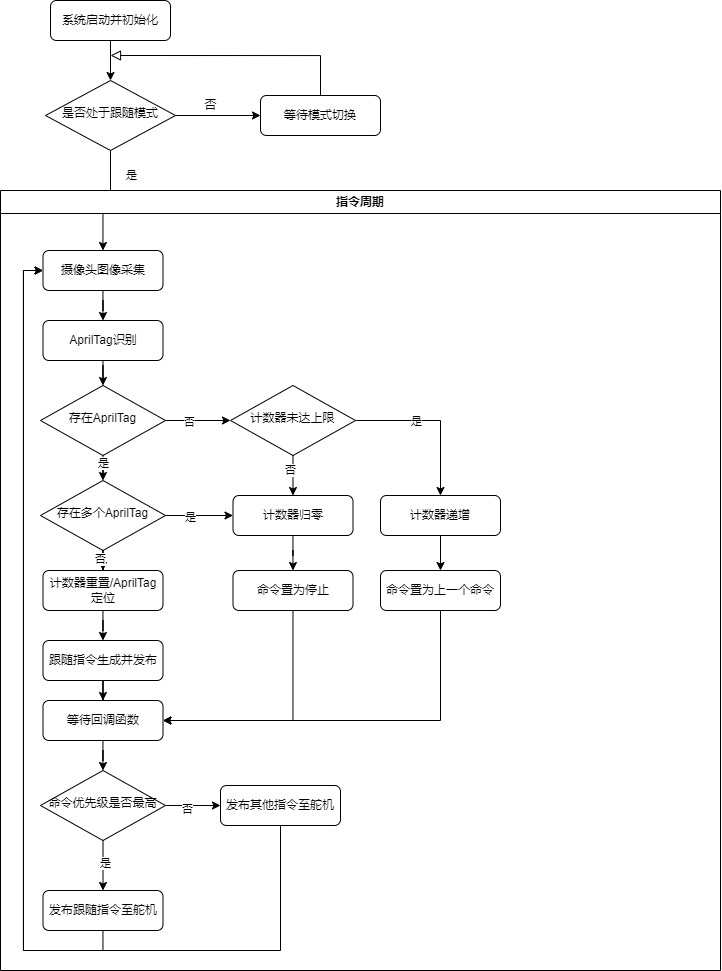 系统启动并初始化
是否处于跟随模式
否
等待模式切换
是
指令周期
摄像头图像采集
AprilTag识别
存在AprilTag
否
计数器未达上限
是
是
否
存在多个AprilTag
是
计数器归零
计数器递增
否
计数器重置/AprilTag
定位
命令置为停止
命令置为上一个命令
跟随指令生成并发布
等待回调函数
命令优先级是否最高
否
发布其他指令至舵机
是
发布跟随指令至舵机